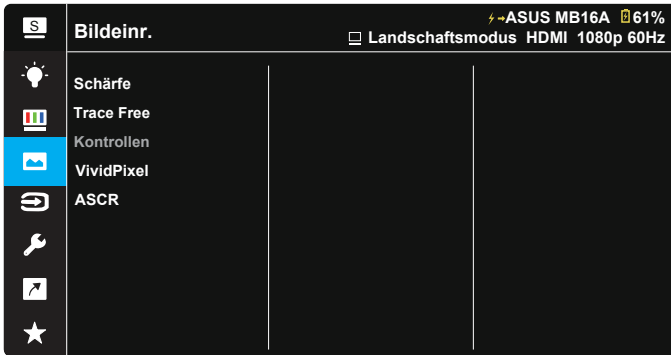 S
Bildeinr.
ASUS MB16A 61%
Landschaftsmodus HDMI 1080p 60Hz
Schärfe
Trace Free
Kontrollen
VividPixel
ASCR